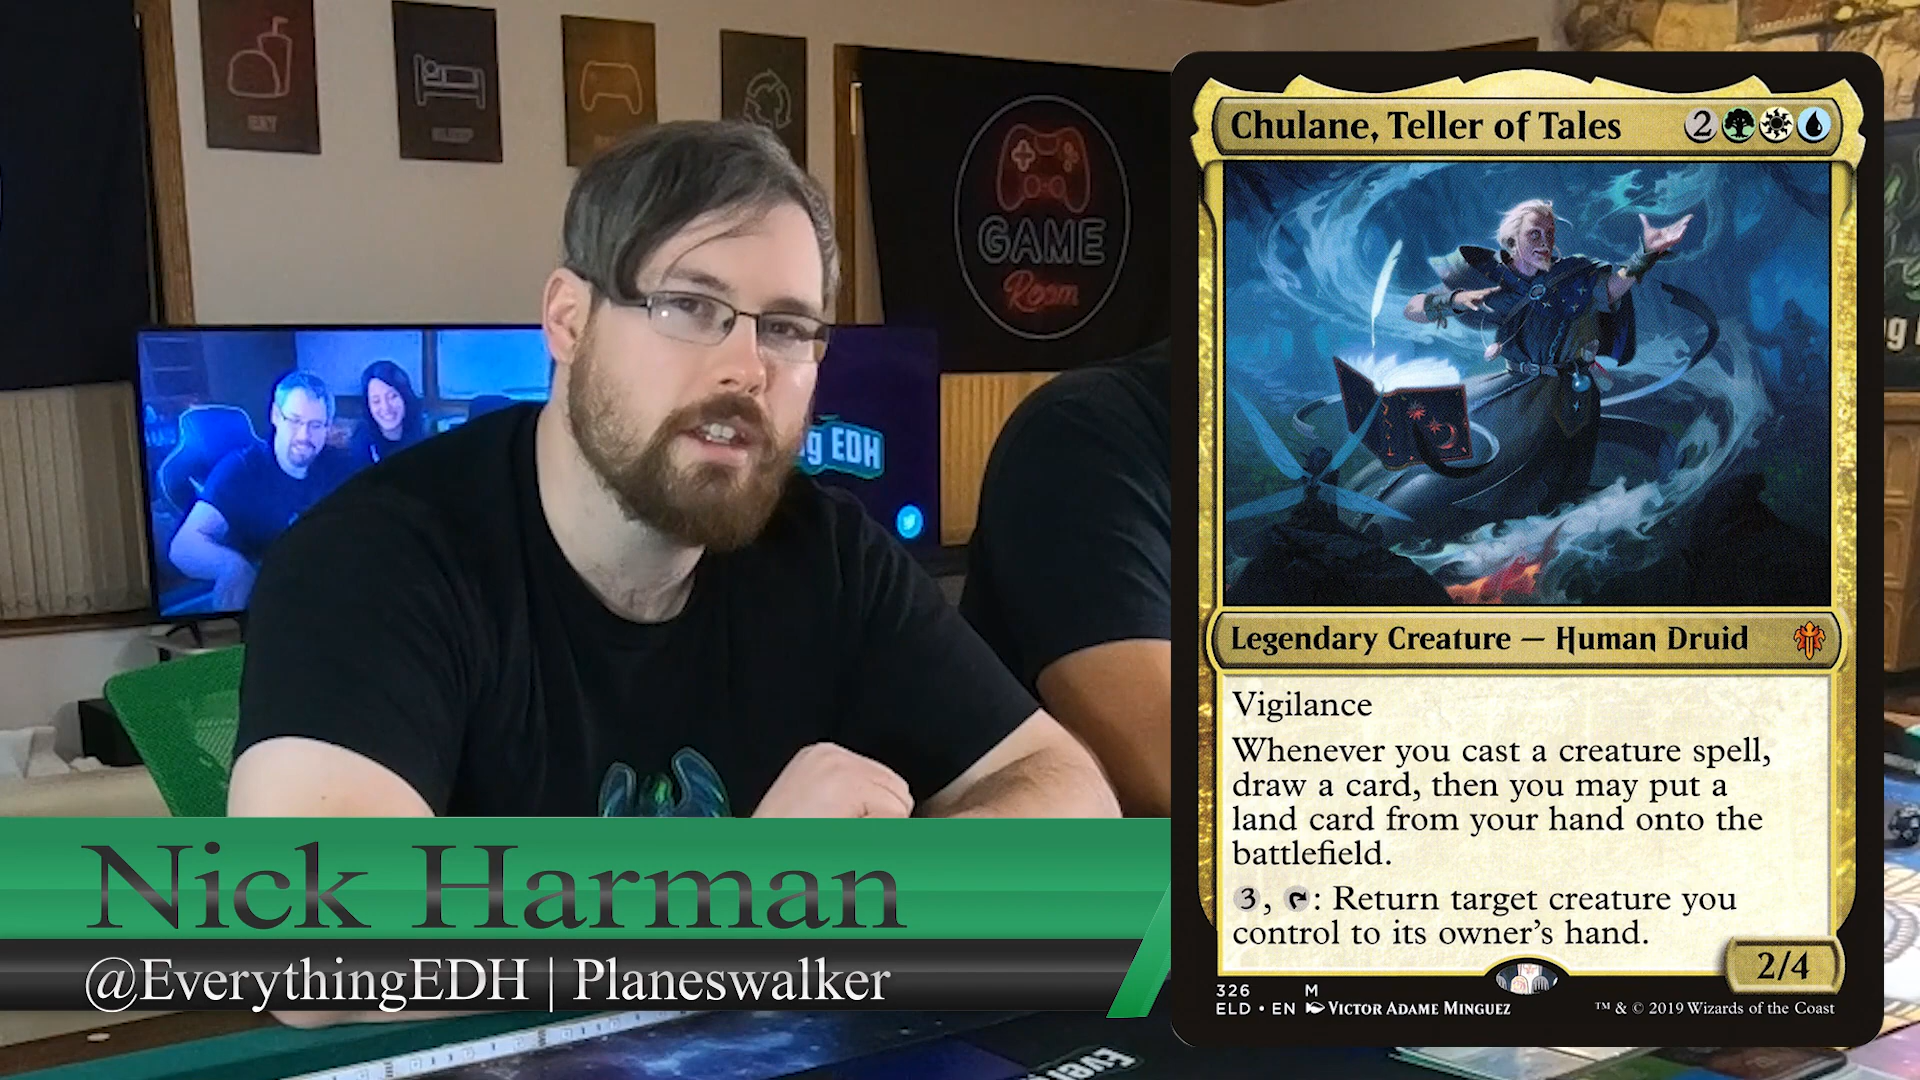 EAT
GAME
Room
g EDH
Nick Harman
@EverythingEDH | Planeswalker
Chulane, Teller of Tales
2
Legendary Creature — Human Druid
Vigilance
Whenever you cast a creature spell,
draw a card, then you may put a
land card from your hand onto the
battlefield.
3, : Return target creature you
control to its owner's hand.
2/4
326 M
ELD • EN VICTOR ADAME MINGUEZ
™ & © 2019 Wizards of the Coast